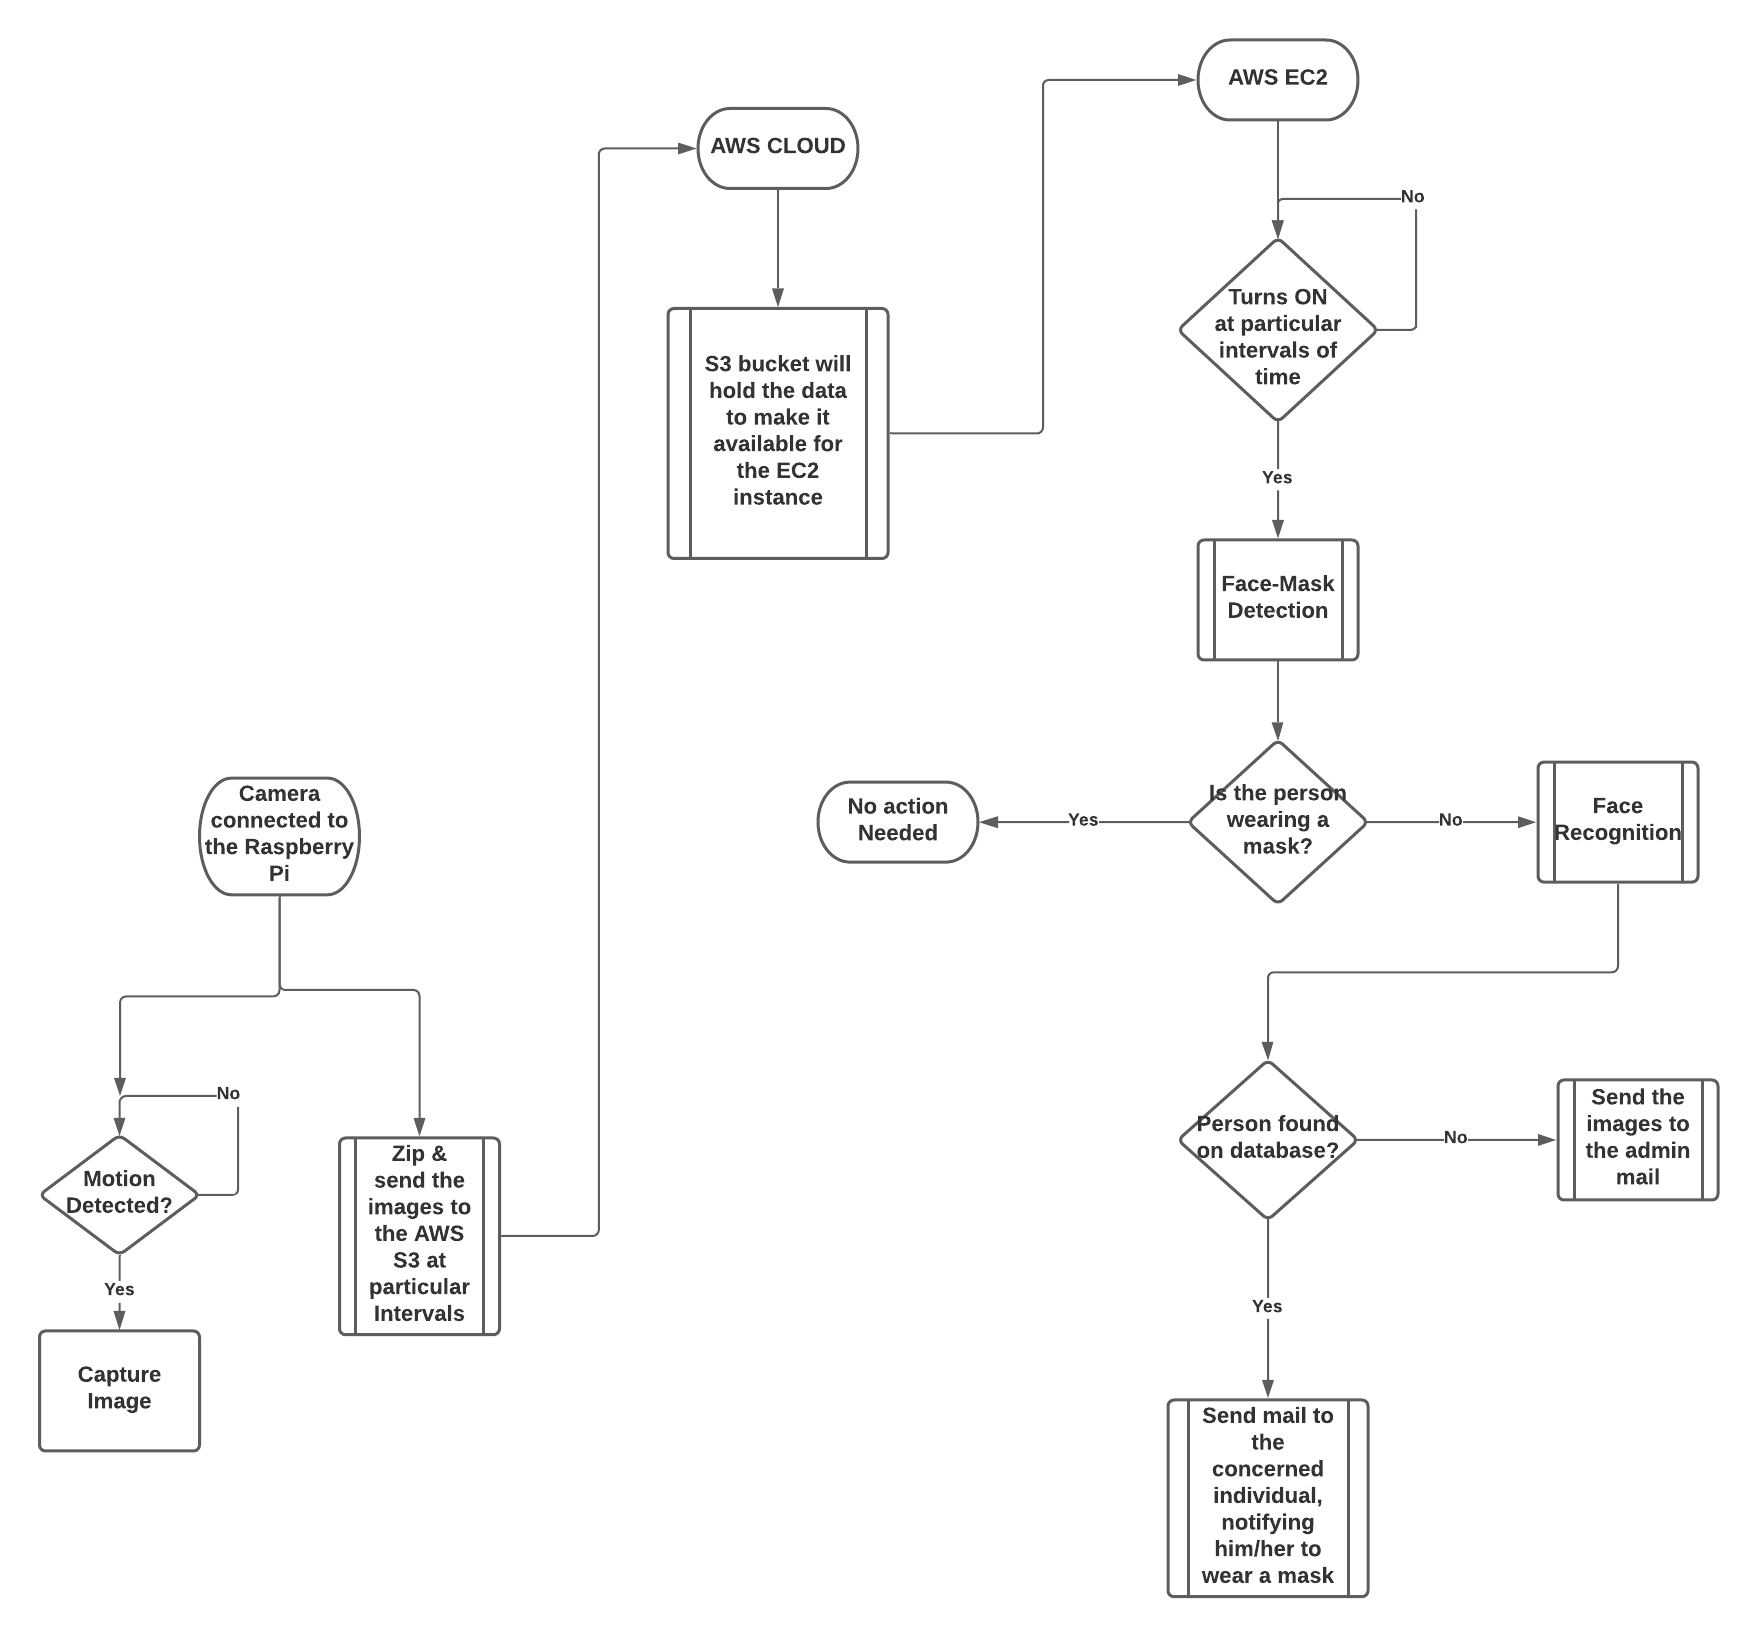 AWS EC2
AWS CLOUD
No
Turns ON
at particular
intervals of
time
S3 bucket will
hold the data
to make it
available for
the EC2
instance
Yes
Face-Mask
Detection
Camera
connected to
the Raspberry
Pi
No action
Needed
Yes
Is the person
wearing a
mask?
No
Face
Recognition
No
Motion
Detected?
Yes
Capture
Image
Zip &
send the
images to
the AWS
S3 at
particular
Intervals
Person found
on database?
No
Send the
images to
the admin
mail
Yes
Send mail to
the
concerned
individual,
notifying
him/her to
wear a mask